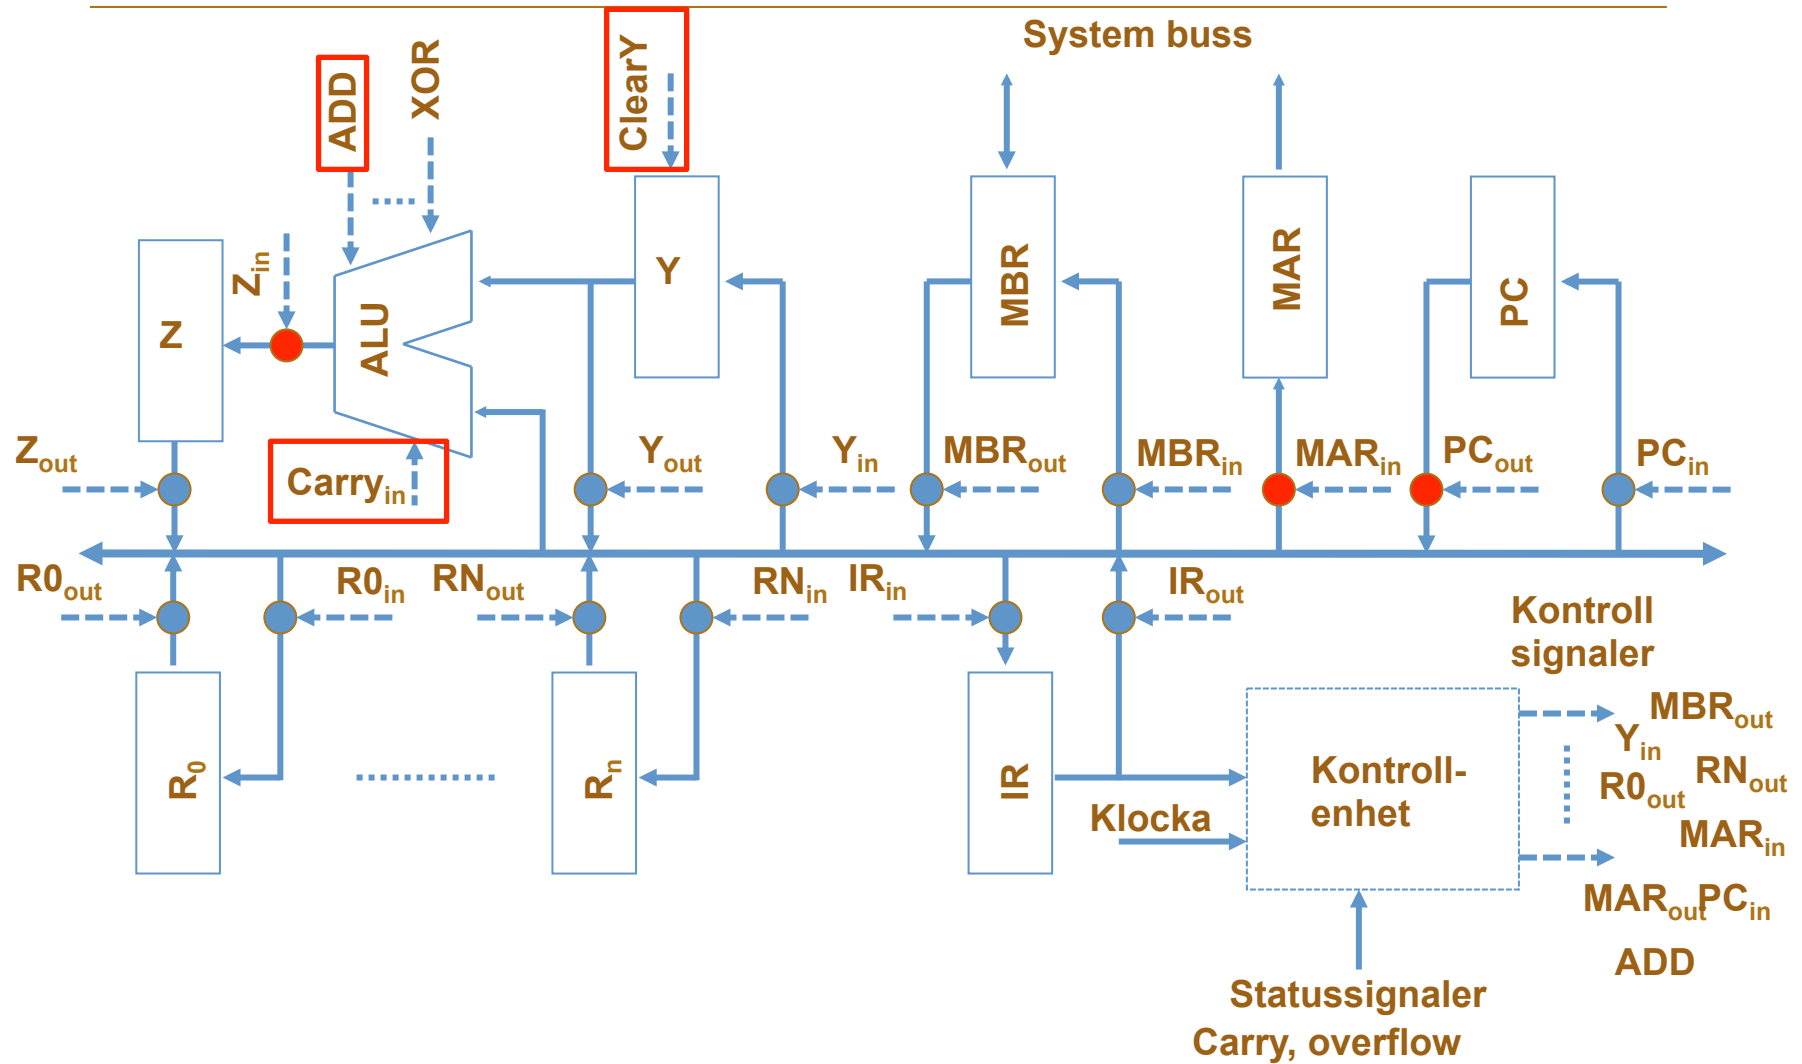 System buss
ADD
XOR
ClearY
Zin
Z
ALU
Y
MBR
MAR
PC
Zout
Carryin
Yout
Yin
MBRout
MBRin
MARin
PCout
PCin
R0out
R0in
RNout
RNin
IRin
IRout
Kontroll
signaler
R0
Rn
IR
Klocka
Kontroll-
enhet
MBRout
Yin
RNout
R0out
MARin
MARout
PCin
ADD
Statussignaler
Carry, overflow